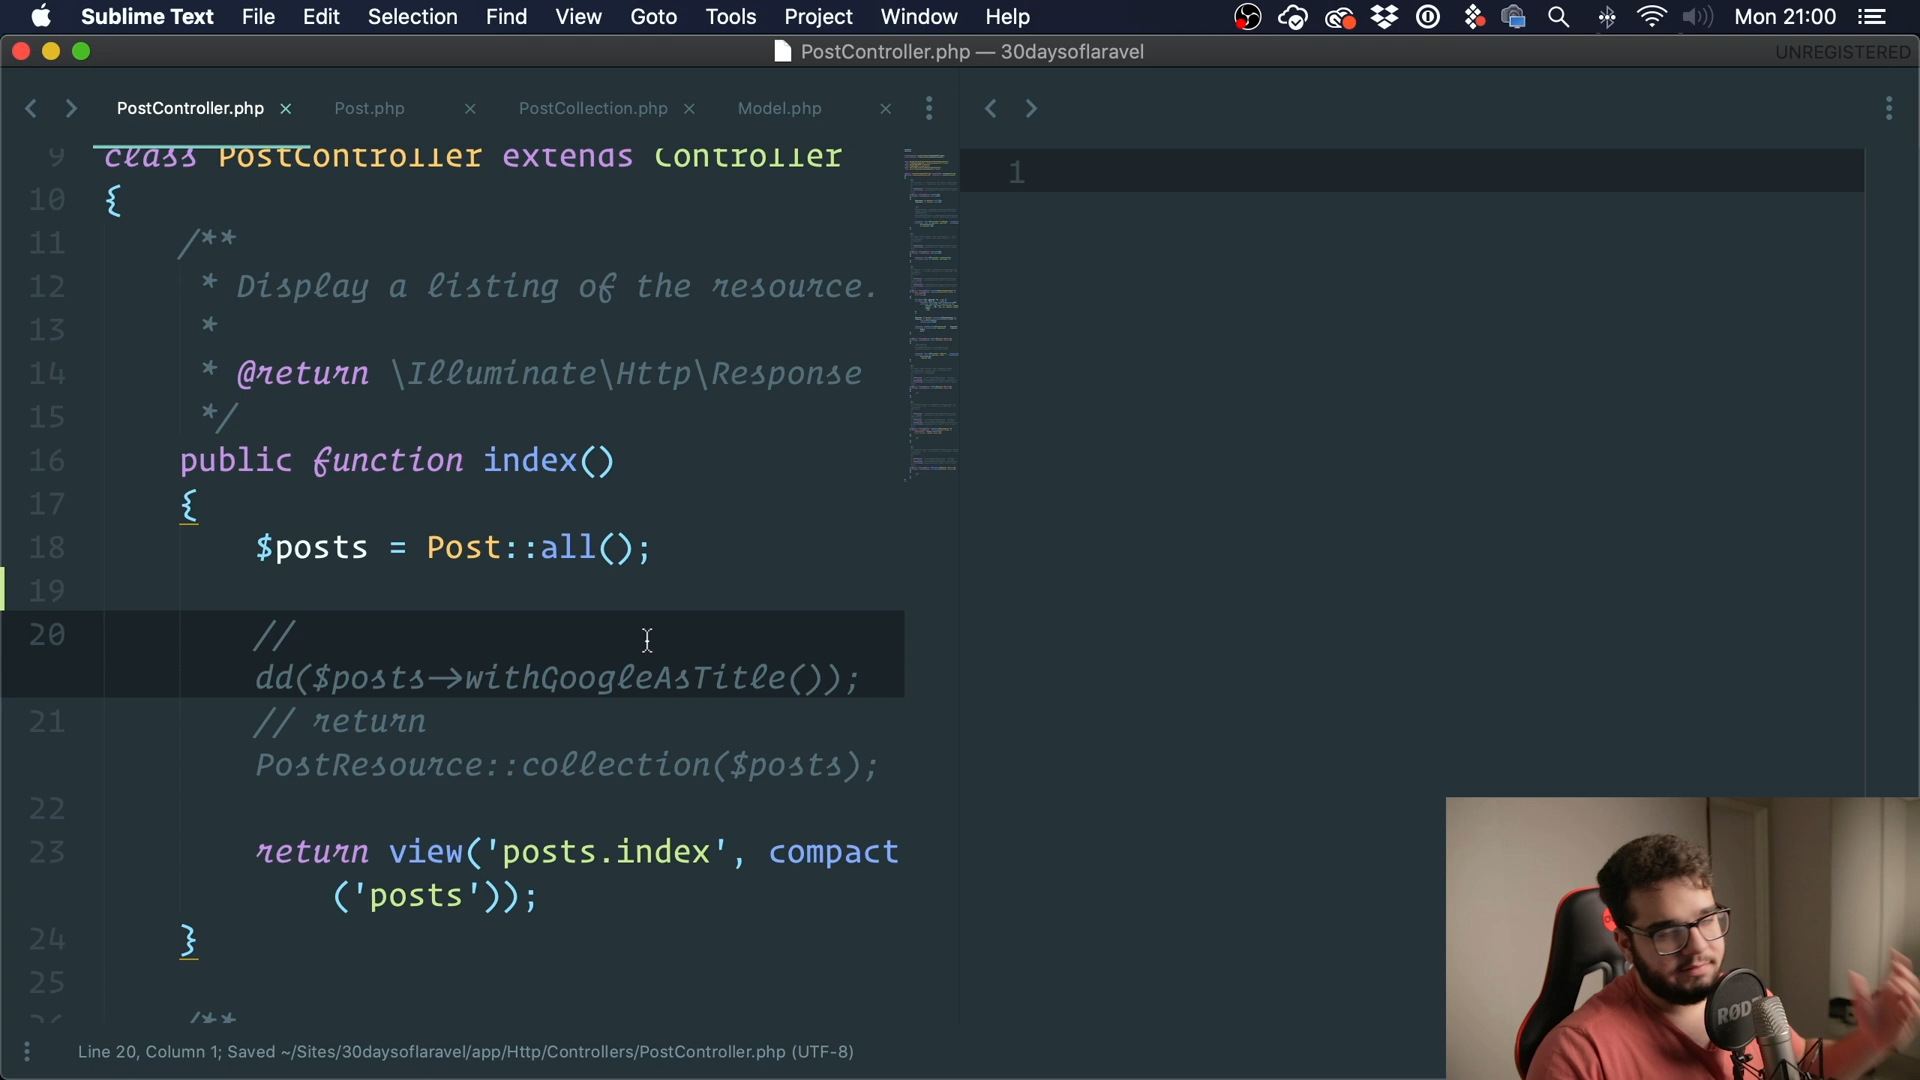 Sublime Text File Edit Selection Find View Goto Tools Project Window Help Mon 21:00
PostController.php — 30daysoflaravel UNREGISTERED
PostController.php × Post.php × PostCollection.php × Model.php ×
9 class PostController extends Controller
10 {
11 /**
12 * Display a listing of the resource.
13 *
14 * @return \Illuminate\Http\Response
15 */
16 public function index()
17 {
18 $posts = Post::all();
19
20 //
dd($posts->withGoogleAsTitle());
21 // return
PostResource::collection($posts);
22
23 return view('posts.index', compact
('posts'));
24 }
25
26 /**
1
RØDE
Line 20, Column 1; Saved ~/Sites/30daysoflaravel/app/Http/Controllers/PostController.php (UTF-8)